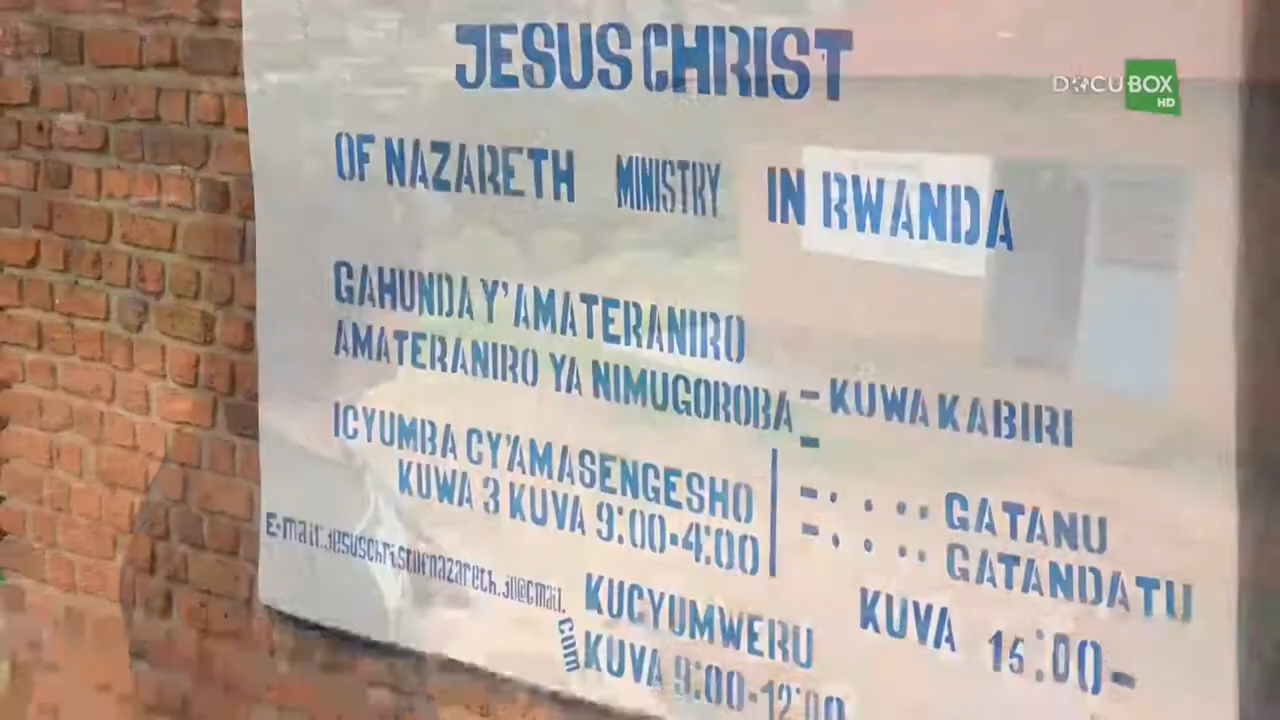 JESUS CHRIST
DOCUBOX HD
OF NAZARETH MINISTRY IN RWANDA
GAHUNDA Y'AMATERANIRO
AMATERANIRO YA NIMUGOROBA - KUWA KABIRI
ICYUMBA CY'AMASENGESHO - . . . . . GATANU
KUWA 3 KUVA 9:00-4:00 - . . . . . GATANDATU
KUVA 15:00-
KUCYUMWERU
KUVA 9:00-12:00